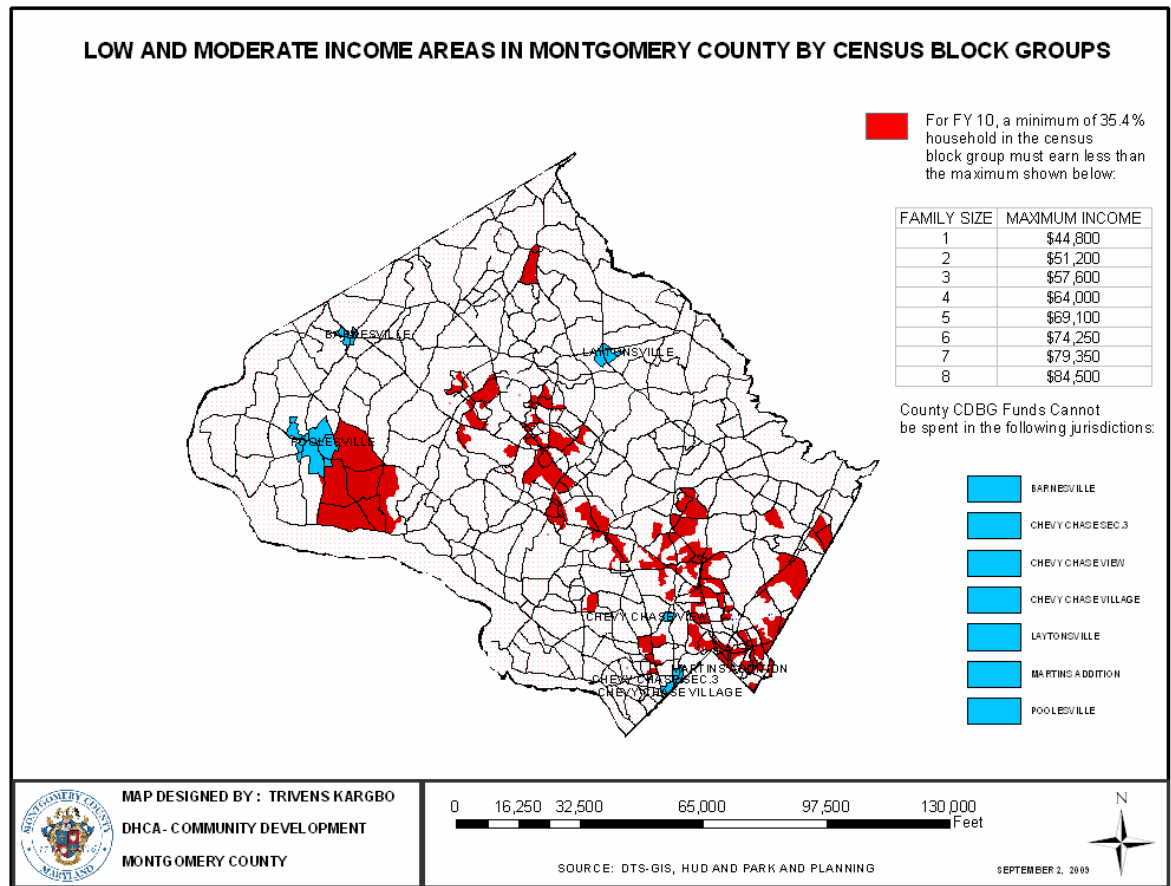 LOW AND MODERATE INCOME AREAS IN MONTGOMERY COUNTY BY CENSUS BLOCK GROUPS
For FY 10, a minimum of 35.4%
household in the census
block group must earn less than
the maximum shown below:
FAMILY SIZE MAXIMUM INCOME
1 $44,800
2 $51,200
3 $57,600
4 $64,000
5 $69,100
6 $74,250
7 $79,350
8 $84,500
County CDBG Funds Cannot
be spent in the following jurisdictions:
BARNESVILLE
CHEVY CHASE SEC.3
CHEVY CHASE VIEW
CHEVY CHASE VILLAGE
LAYTONSVILLE
MARTINS ADDITION
POOLESVILLE
BARNESVILLE
LAYTONSVILLE
POOLESVILLE
CHEVY CHASE VIEW
MARTINS ADDITION
CHEVY CHASE SEC.3
CHEVY CHASE VILLAGE
MONTGOMERY COUNTY
17 76
MARYLAND
MAP DESIGNED BY : TRIVENS KARGBO
DHCA- COMMUNITY DEVELOPMENT
MONTGOMERY COUNTY
0 16,250 32,500 65,000 97,500 130,000
Feet
SOURCE: DTS-GIS, HUD AND PARK AND PLANNING
N
SEPTEMBER 2, 2009